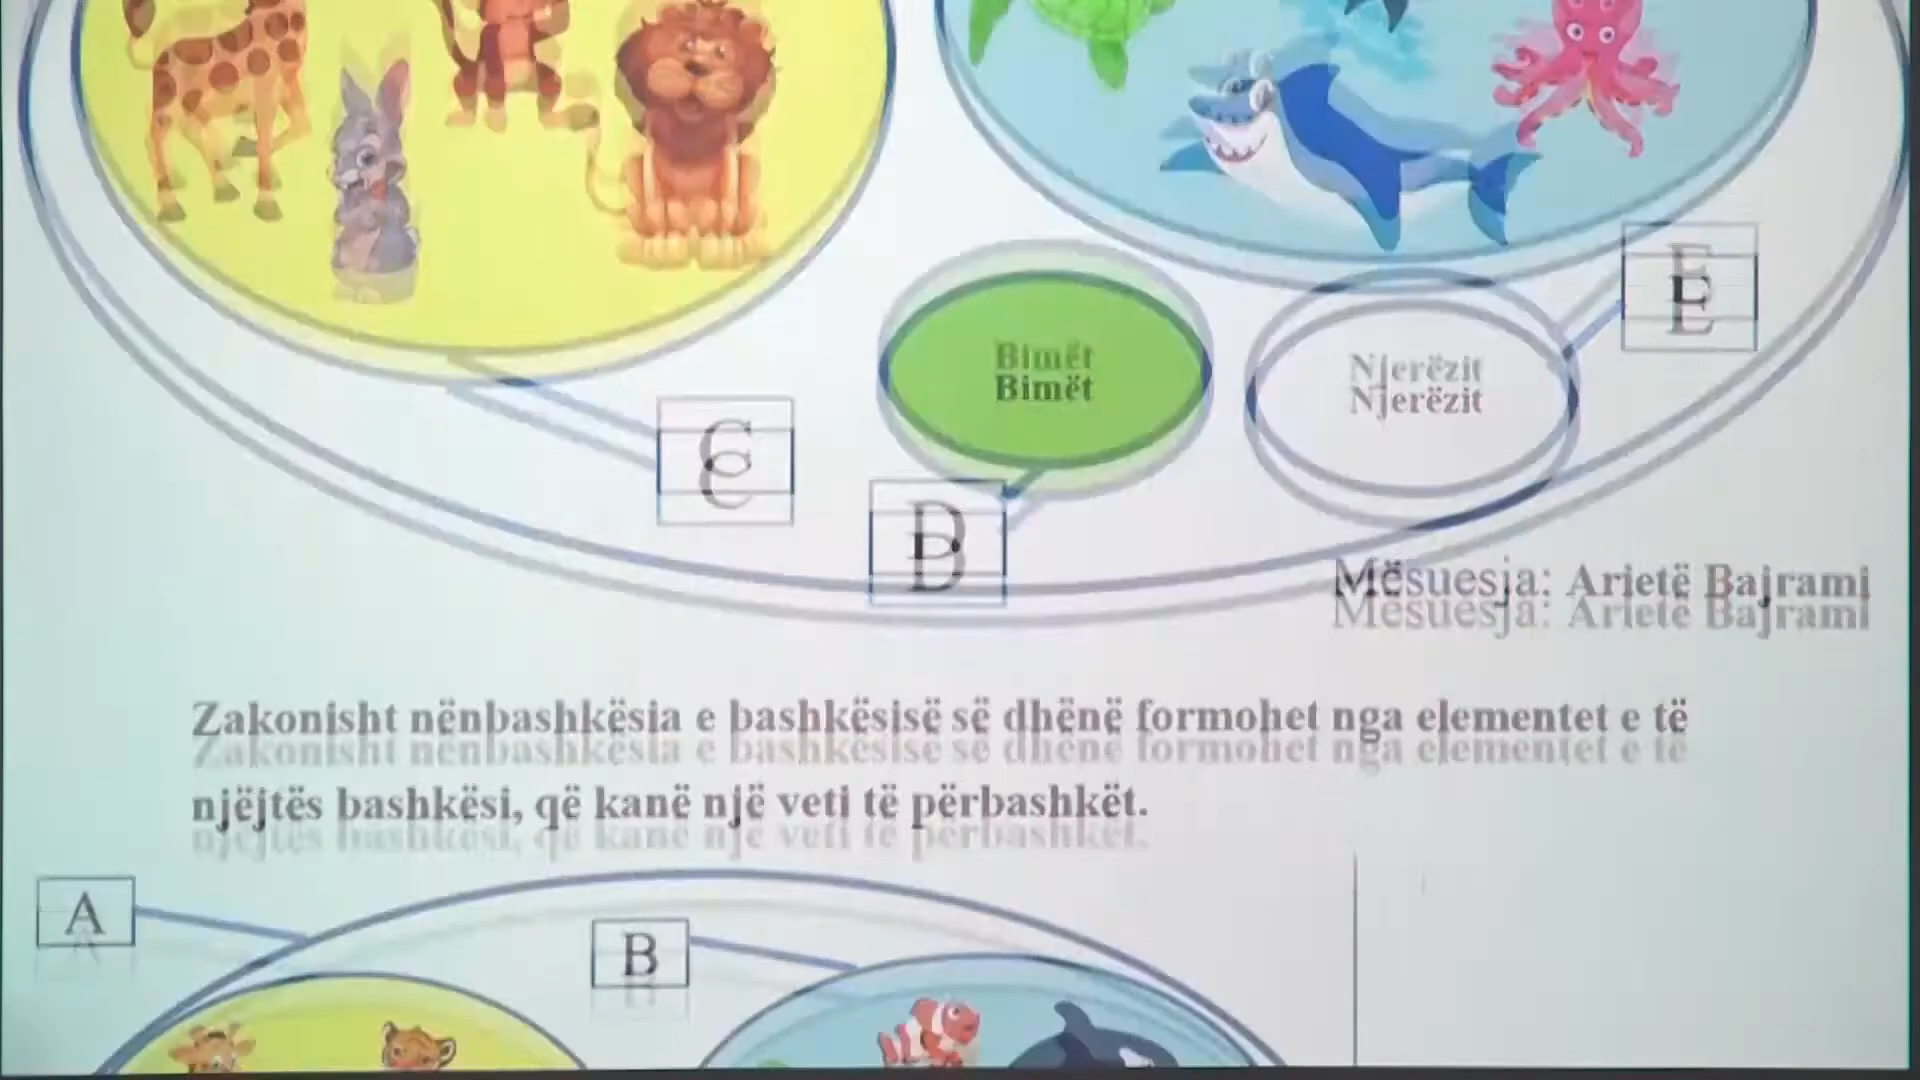 E
Bimët
Njerëzit
C
D
Mësuesja: Arietë Bajrami
Zakonisht nënbashkësia e bashkësisë së dhënë formohet nga elementet e të
njëjtës bashkësi, që kanë një veti të përbashkët.
A
B